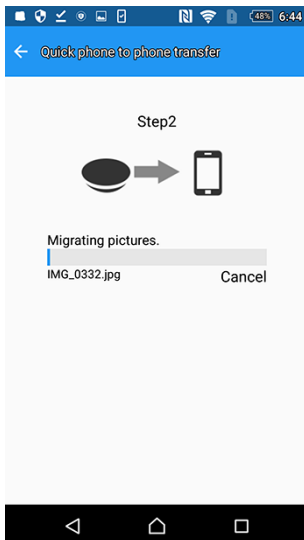 48% 6:44
Quick phone to phone transfer
Step2
Migrating pictures.
IMG_0332.jpg
Cancel